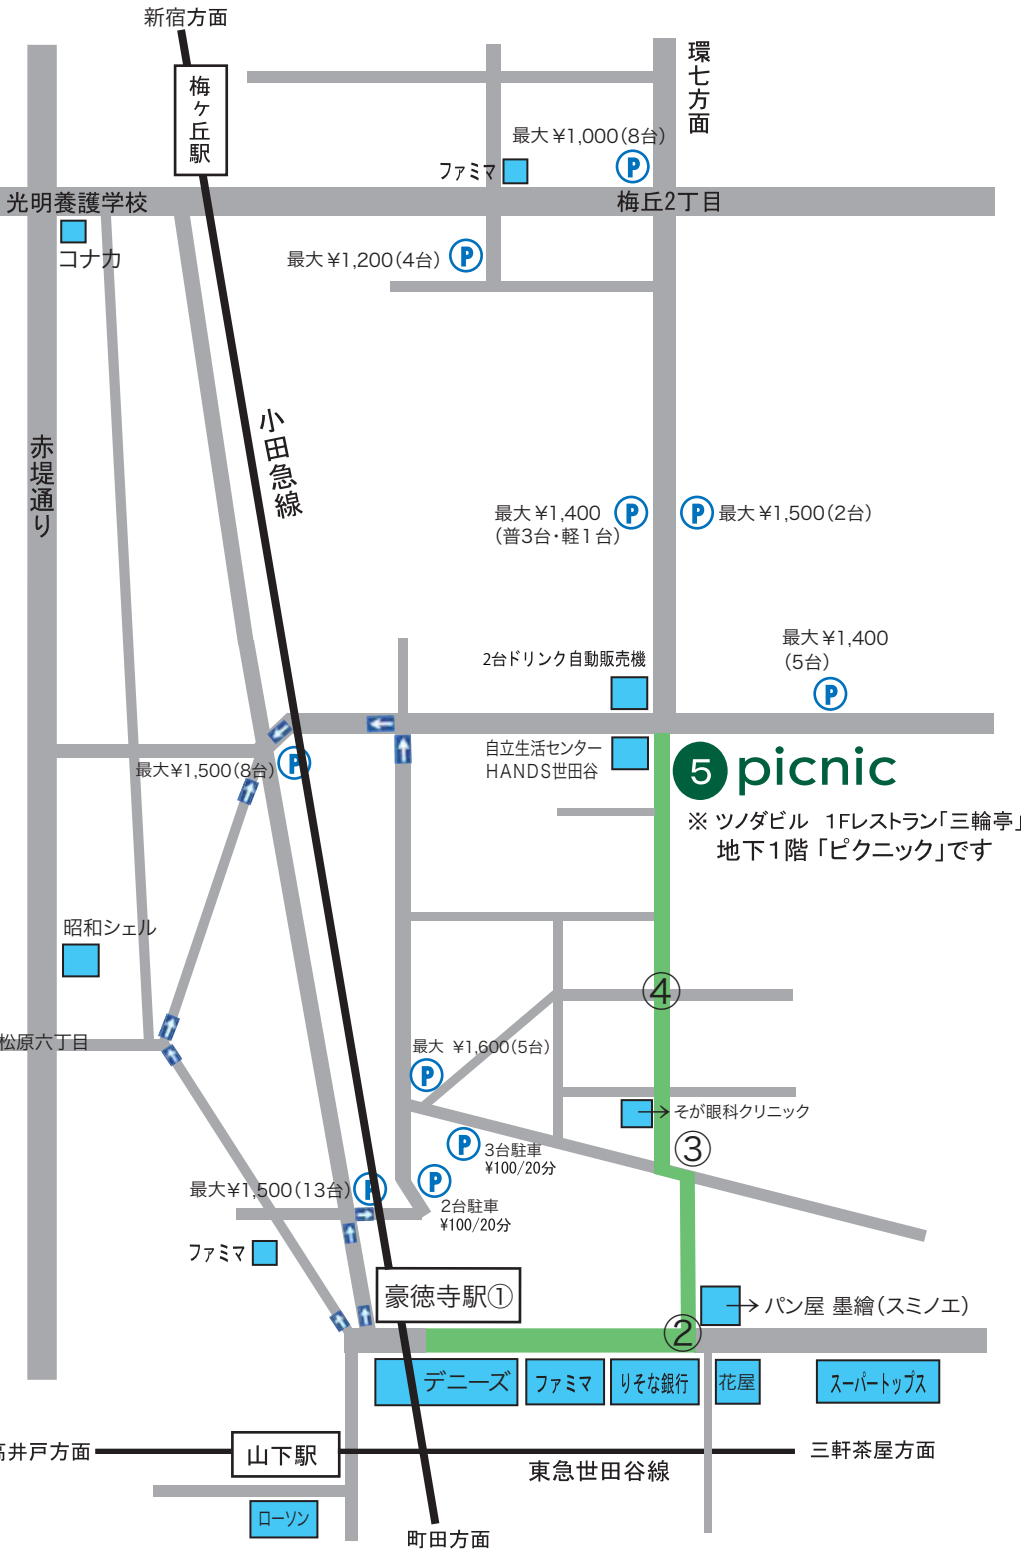 新宿方面
梅ヶ丘駅
環七方面
最大¥1,000(8台)
P
ファミマ
光明養護学校
梅丘2丁目
コナカ
最大¥1,200(4台)
P
小田急線
赤堤通り
最大¥1,400
(普3台・軽1台)
P
P
最大¥1,500(2台)
最大¥1,400
(5台)
P
2台ドリンク自動販売機
自立生活センター
HANDS世田谷
5 picnic
※ ツノダビル 1Fレストラン「三輪亭」
地下1階「ピクニック」です
最大¥1,500(8台)
P
昭和シェル
④
松原六丁目
最大 ¥1,600(5台)
P
そが眼科クリニック
③
P
3台駐車
¥100/20分
P
2台駐車
¥100/20分
最大¥1,500(13台)
P
ファミマ
豪徳寺駅①
パン屋 墨繪(スミノエ)
②
デニーズ
ファミマ
りそな銀行
花屋
スーパートップス
高井戸方面
山下駅
三軒茶屋方面
東急世田谷線
ローソン
町田方面